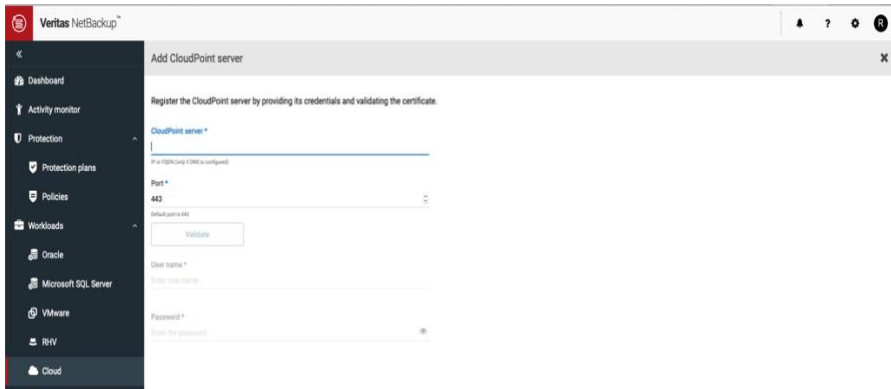 Veritas NetBackup™
?
R
«
Add CloudPoint server
Dashboard
Activity monitor
Protection
Protection plans
Policies
Workloads
Oracle
Microsoft SQL Server
VMware
RHV
Cloud
Register the CloudPoint server by providing its credentials and validating the certificate.
CloudPoint server *
IP or FQDN (only if DNS is configured)
Port *
443
Default port is 443
Validate
User name *
Enter user name
Password *
Enter the password